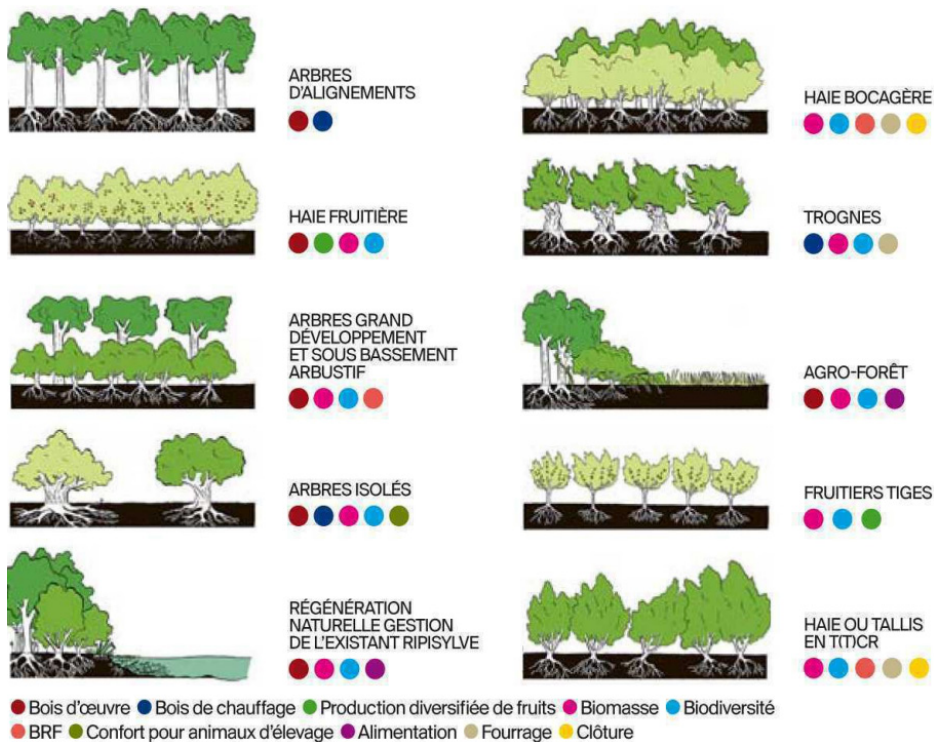 ARBRES
D'ALIGNEMENTS
HAIE BOCAGÈRE
HAIE FRUITIÈRE
TROGNES
ARBRES GRAND
DÉVELOPPEMENT
ET SOUS BASSEMENT
ARBUSTIF
AGRO-FORÊT
ARBRES ISOLÉS
FRUITIERS TIGES
RÉGÉNÉRATION
NATURELLE GESTION
DE L'EXISTANT RIPISYLVE
HAIE OU TALLIS
EN T(T)CR
Bois d'œuvre Bois de chauffage Production diversifiée de fruits Biomasse Biodiversité
BRF Confort pour animaux d'élevage Alimentation Fourrage Clôture